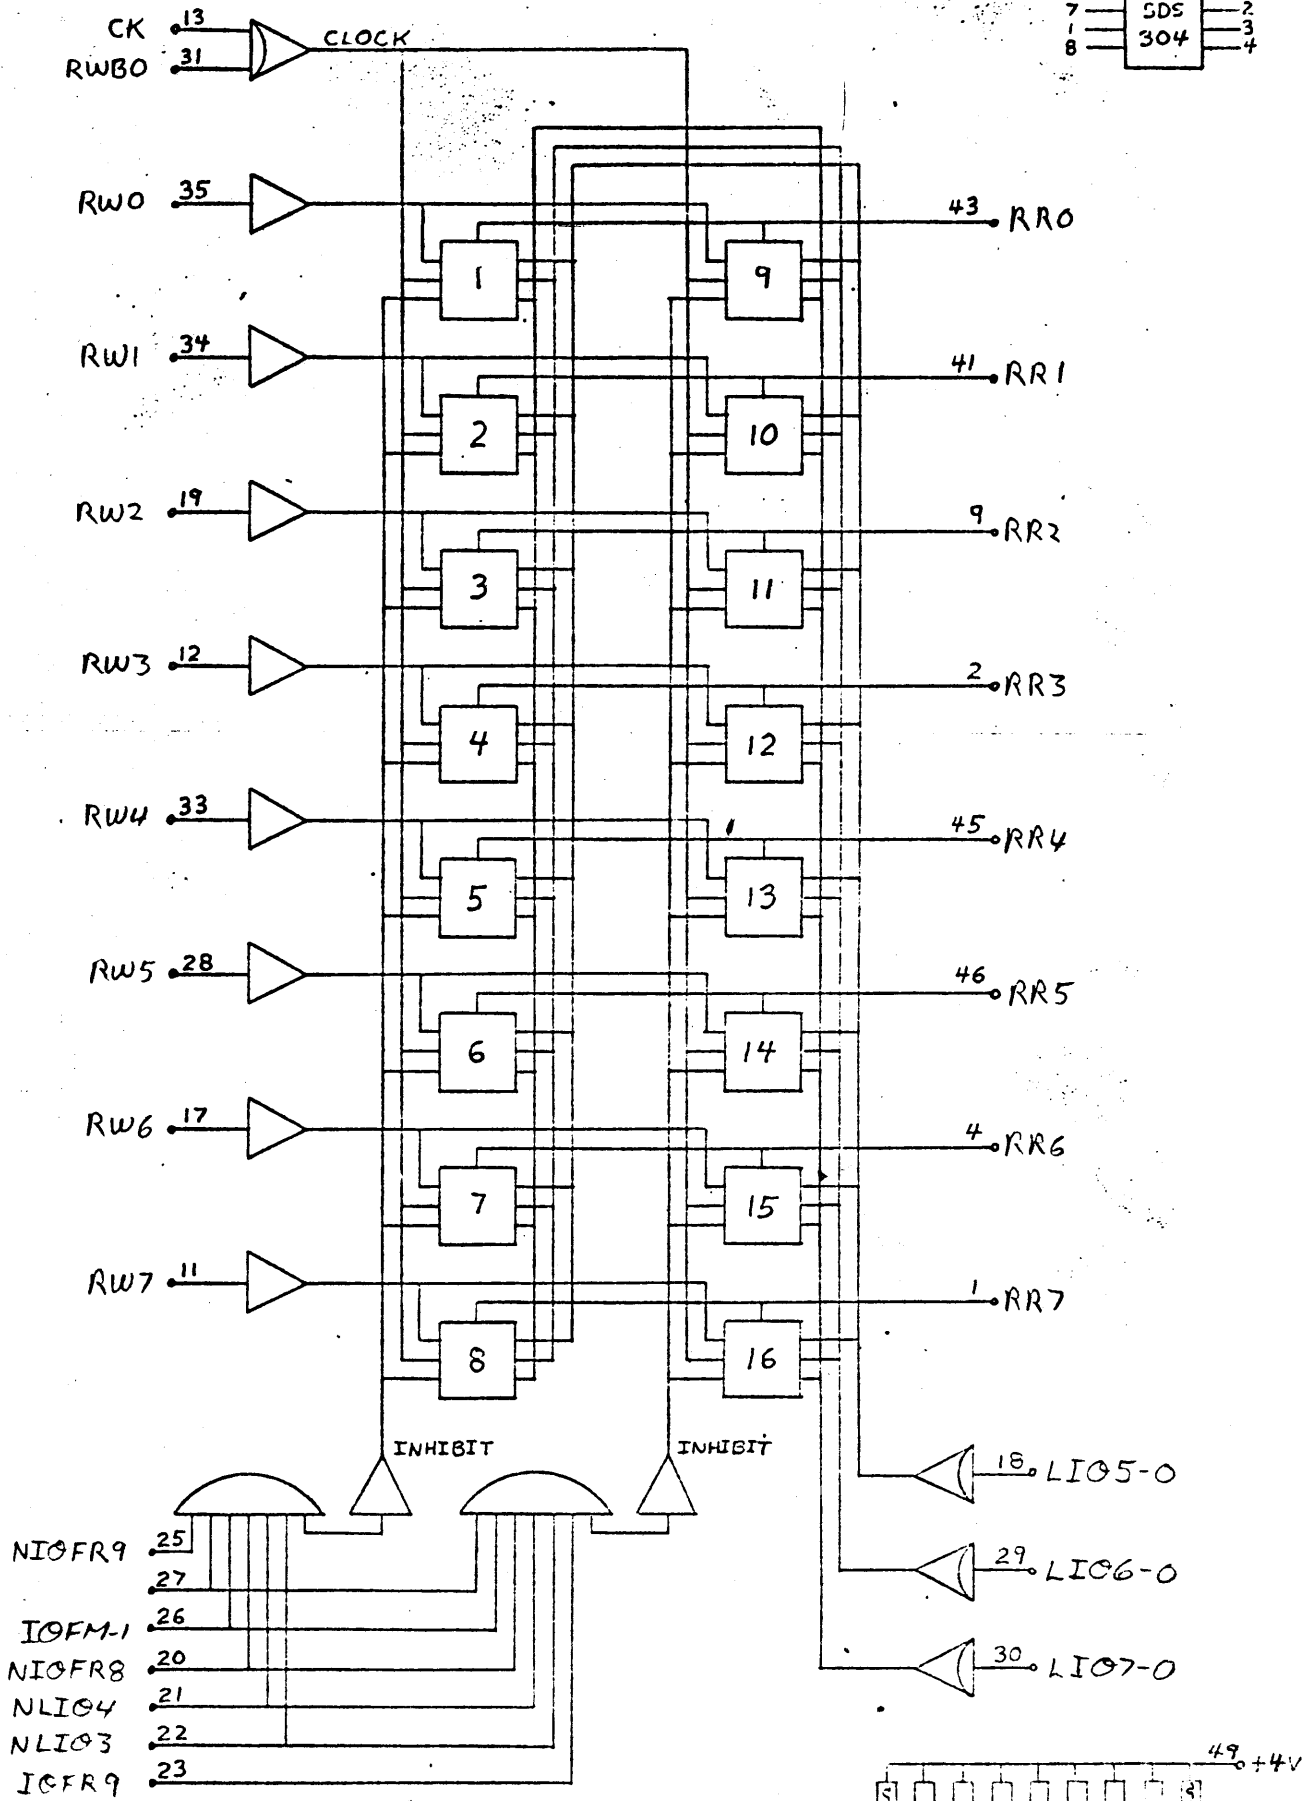 CK 13
RWB0 31
CLOCK
7 SDS 2
1 304 3
8 4
RW0 35
43 RR0
1 9
RW1 34
41 RR1
2 10
RW2 19
9 RR2
3 11
RW3 12
2 RR3
4 12
RW4 33
45 RR4
5 13
RW5 28
46 RR5
6 14
RW6 17
4 RR6
7 15
RW7 11
1 RR7
8 16
INHIBIT INHIBIT
18 LIO5-0
NIOFR9 25
29 LIO6-0
27
IOFM-1 26
NIOFR8 20
30 LIO7-0
NLIO4 21
NLIO3 22
IOFR9 23
49 +4V